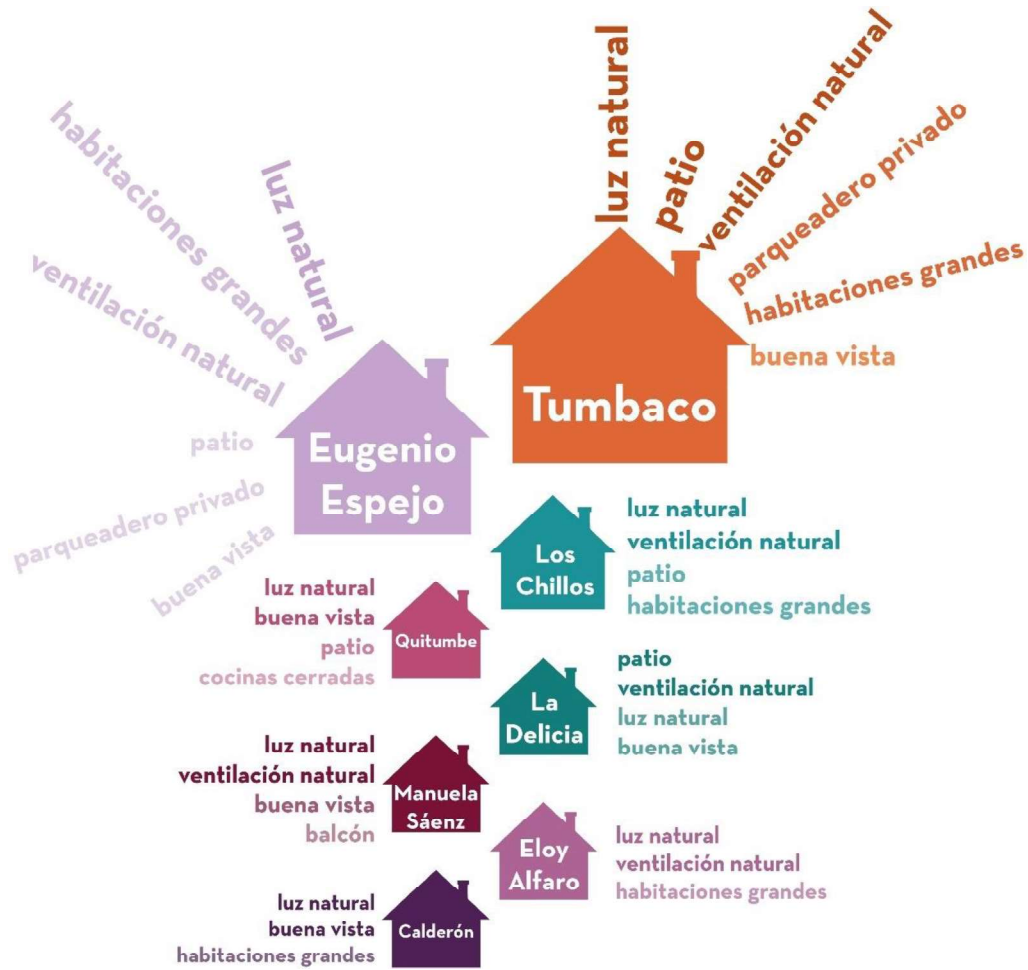 luz natural
habitaciones grandes
ventilación natural
patio
parqueadero privado
buena vista
Eugenio
Espejo
luz natural
patio
ventilación natural
parqueadero privado
habitaciones grandes
buena vista
Tumbaco
Los
Chillos
luz natural
ventilación natural
patio
habitaciones grandes
luz natural
buena vista
patio
cocinas cerradas
Quitumbe
La
Delicia
patio
ventilación natural
luz natural
buena vista
luz natural
ventilación natural
buena vista
balcón
Manuela
Sáenz
Eloy
Alfaro
luz natural
ventilación natural
habitaciones grandes
luz natural
buena vista
habitaciones grandes
Calderón